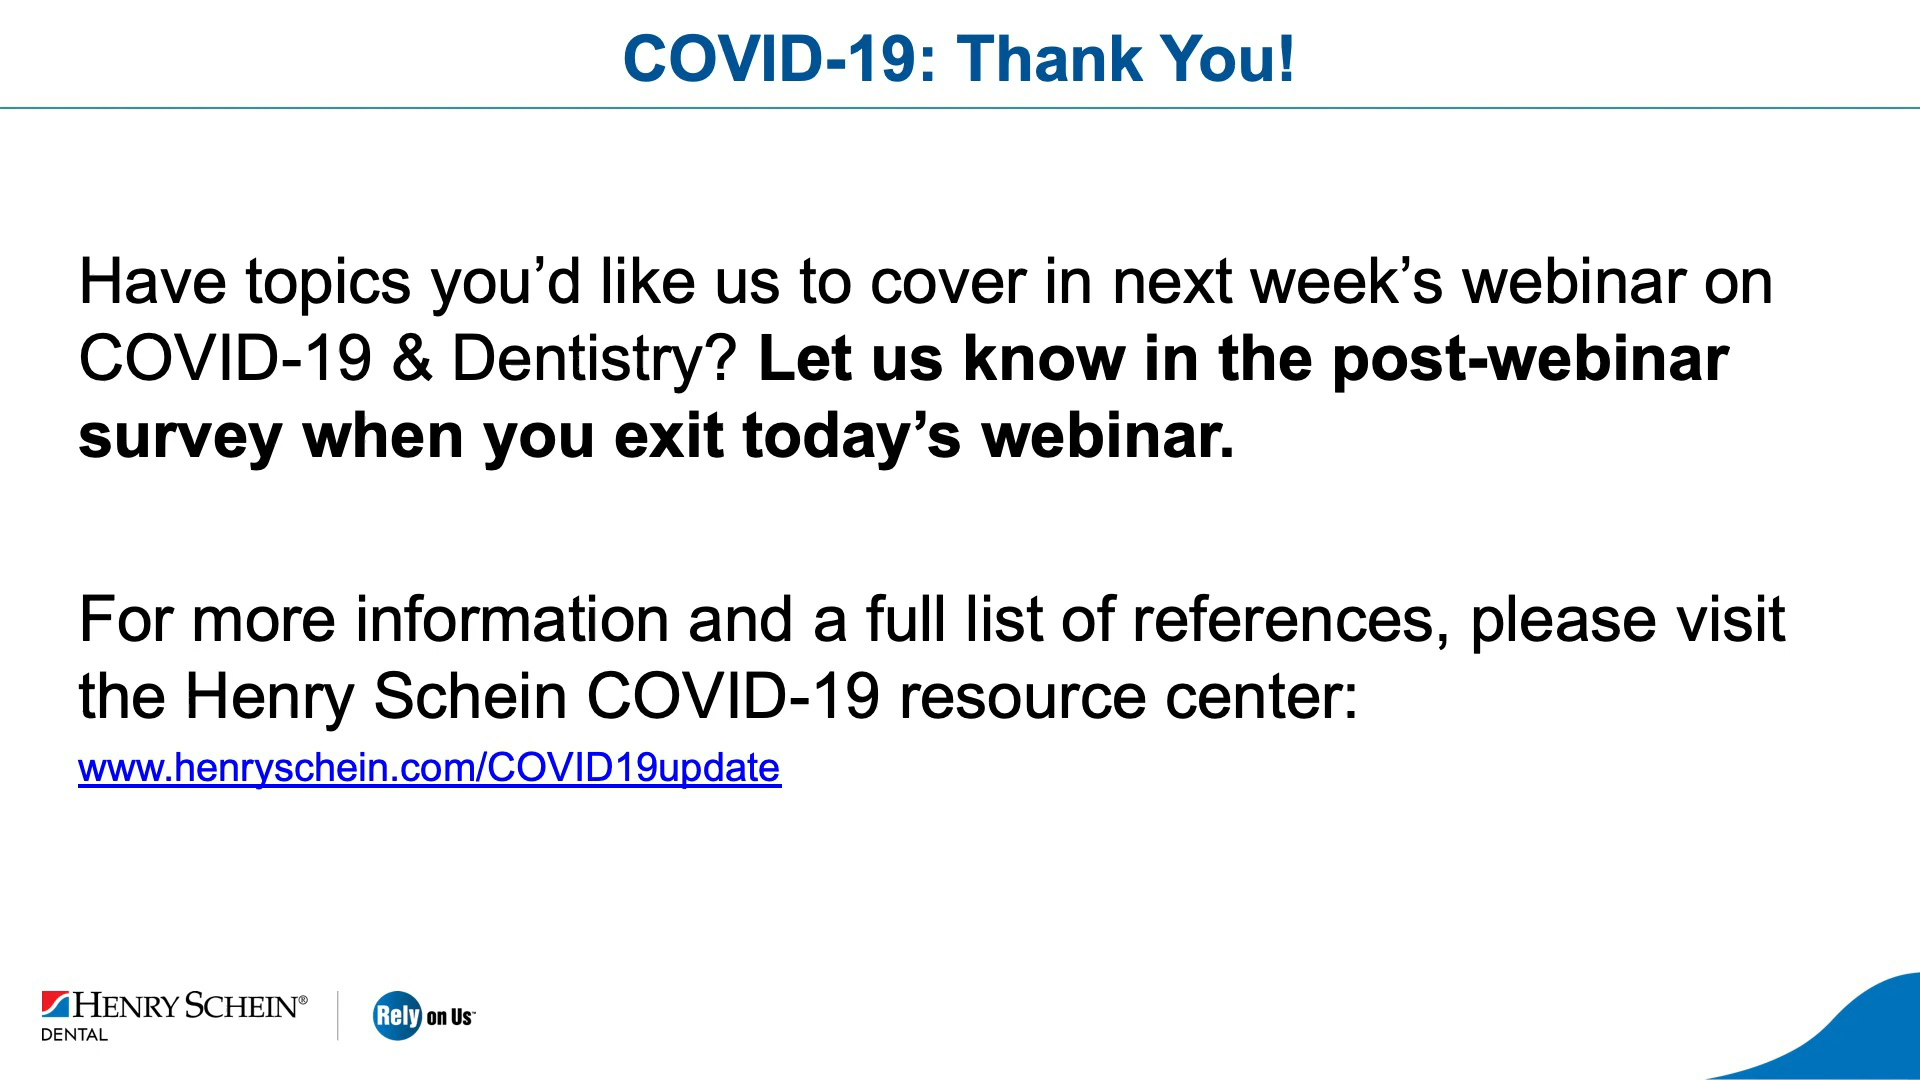 COVID-19: Thank You!
Have topics you’d like us to cover in next week’s webinar on
COVID-19 & Dentistry? Let us know in the post-webinar
survey when you exit today’s webinar.
For more information and a full list of references, please visit
the Henry Schein COVID-19 resource center:
www.henryschein.com/COVID19update
HENRY SCHEIN®
DENTAL
Rely on Us™